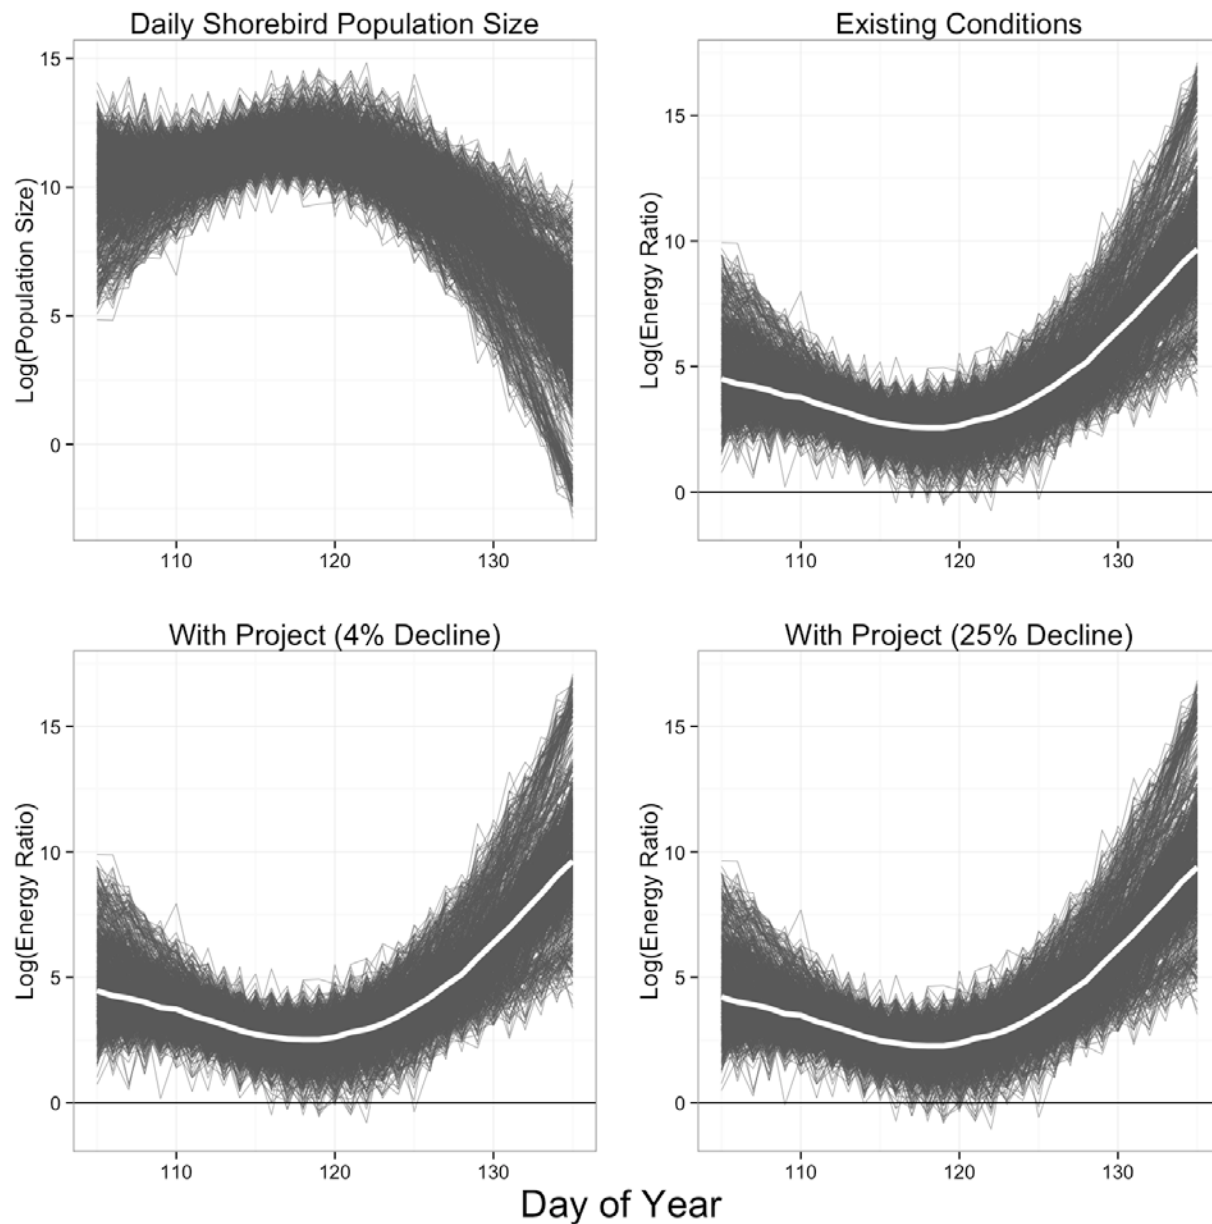 Daily Shorebird Population Size
Log(Population Size)
15
10
5
0
110 120 130
Existing Conditions
Log(Energy Ratio)
15
10
5
0
110 120 130
With Project (4% Decline)
Log(Energy Ratio)
15
10
5
0
110 120 130
With Project (25% Decline)
Log(Energy Ratio)
15
10
5
0
110 120 130
Day of Year